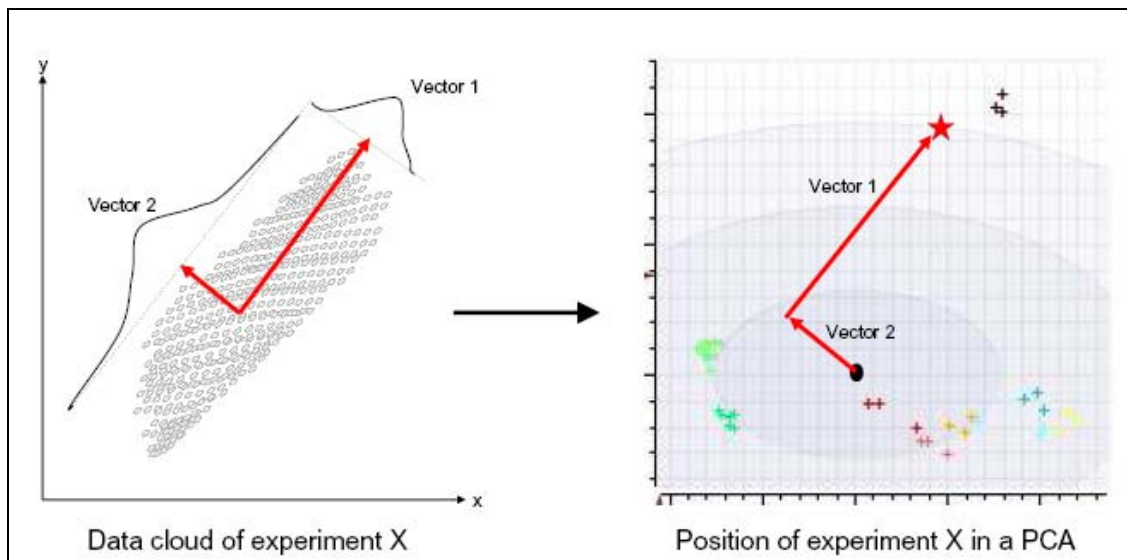 y
Vector 1
Vector 2
x
Data cloud of experiment X
Vector 1
Vector 2
Position of experiment X in a PCA